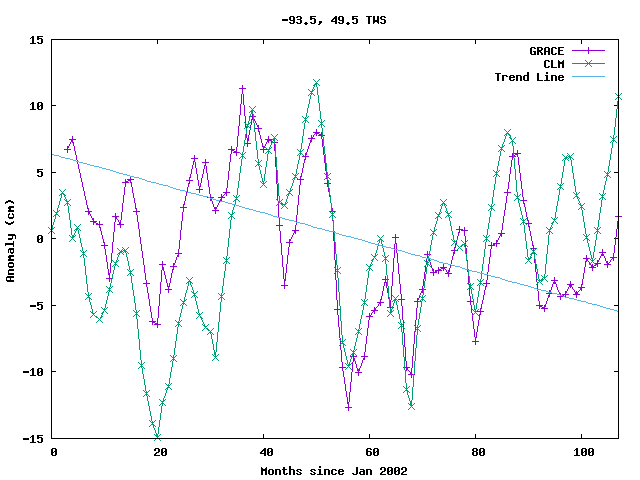 -93.5, 49.5 TWS
GRACE
CLM
Trend Line
15
10
5
0
-5
-10
-15
Anomaly (cm)
0 20 40 60 80 100
Months since Jan 2002